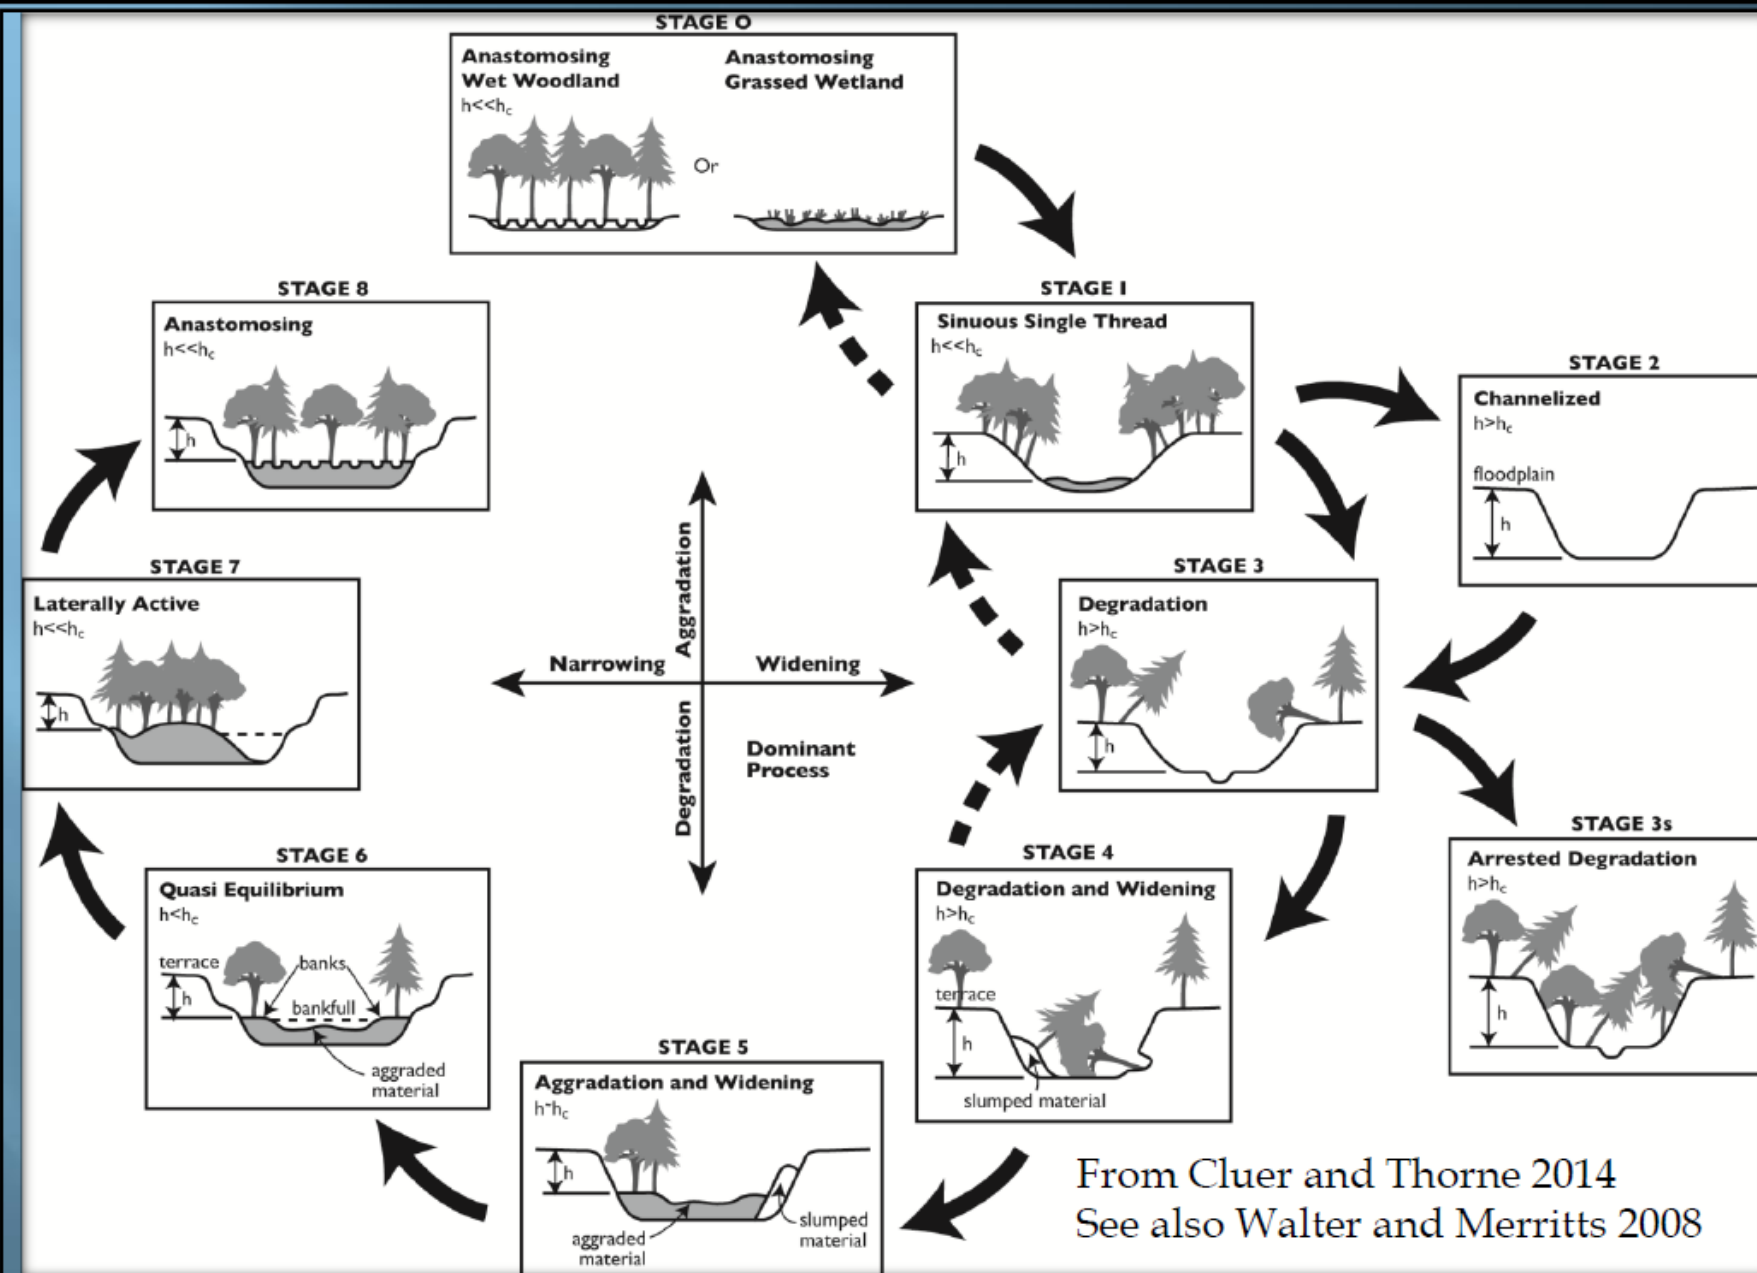 STAGE O
Anastomosing
Wet Woodland
h<<hc
Or
Anastomosing
Grassed Wetland
STAGE I
Sinuous Single Thread
h<<hc
h
STAGE 2
Channelized
h>hc
floodplain
h
STAGE 3
Degradation
h>hc
h
STAGE 3s
Arrested Degradation
h>hc
h
STAGE 4
Degradation and Widening
h>hc
terrace
h
slumped material
STAGE 5
Aggradation and Widening
h~hc
h
aggraded
material
slumped
material
STAGE 6
Quasi Equilibrium
h<hc
terrace
banks
h
bankfull
aggraded
material
STAGE 7
Laterally Active
h<<hc
h
STAGE 8
Anastomosing
h<<hc
h
Aggradation
Narrowing
Widening
Degradation
Dominant
Process
From Cluer and Thorne 2014
See also Walter and Merritts 2008